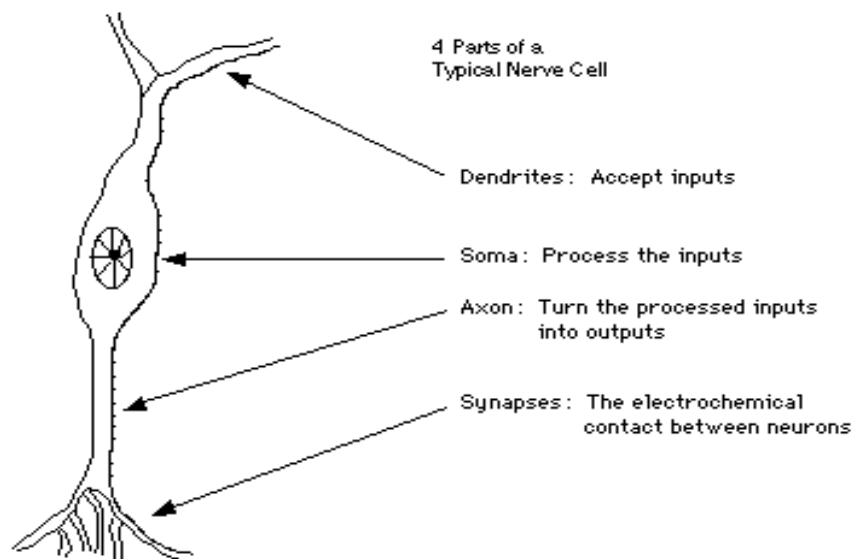 4 Parts of a
Typical Nerve Cell
Dendrites: Accept inputs
Soma: Process the inputs
Axon: Turn the processed inputs
into outputs
Synapses: The electrochemical
contact between neurons